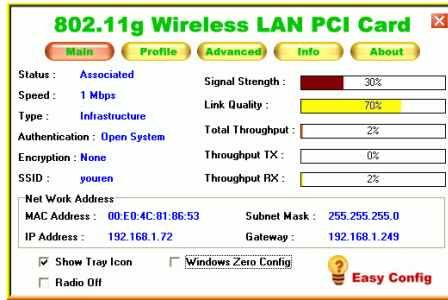 802.11g Wireless LAN PCI Card
Main Profile Advanced Info About
Status : Associated
Speed : 1 Mbps
Type : Infrastructure
Authentication : Open System
Encryption : None
SSID : youren
Signal Strength : 30%
Link Quality : 70%
Total Throughput : 2%
Throughput TX : 0%
Throughput RX : 2%
Net Work Address
MAC Address : 00:E0:4C:81:86:53 Subnet Mask : 255.255.255.0
IP Address : 192.168.1.72 Gateway : 192.168.1.249
Show Tray Icon Windows Zero Config
Radio Off
Easy Config